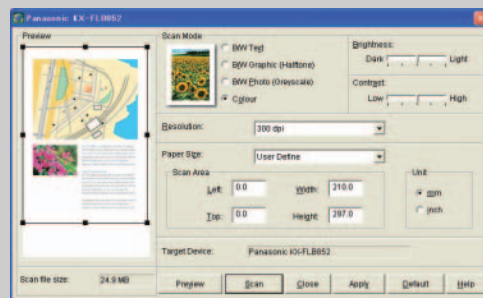 Panasonic KX-FLB852
Preview
Scan Mode
B/W Text
B/W Graphic (Halftone)
B/W Photo (Greyscale)
Colour
Brightness:
Dark Light
Contrast:
Low High
Resolution: 300 dpi
Paper Size: User Define
Scan Area
Left: 0.0 Width: 210.0
Top: 0.0 Height: 297.0
Unit
mm
inch
Target Device: Panasonic KX-FLB852
Scan file size: 24.9 MB
Preview Scan Close Apply Default Help